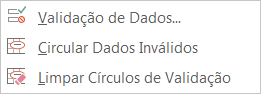 Validação de Dados...
Circular Dados Inválidos
Limpar Círculos de Validação